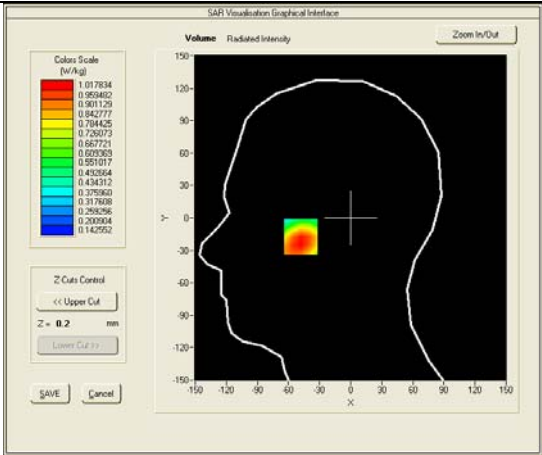 SAR Visualisation Graphical Interface
Volume Radiated Intensity
Zoom In/Out
Colors Scale
(W/kg)
1.017834
0.959482
0.901129
0.842777
0.784425
0.726073
0.667721
0.609369
0.551017
0.492664
0.434312
0.375960
0.317608
0.259256
0.200904
0.142552
Z Cuts Control
<< Upper Cut
Z = 0.2 mm
Lower Cut >>
SAVE
Cancel
150
120
90
60
30
0
-30
-60
-90
-120
-150
Y
-150 -120 -90 -60 -30 0 30 60 90 120 150
X